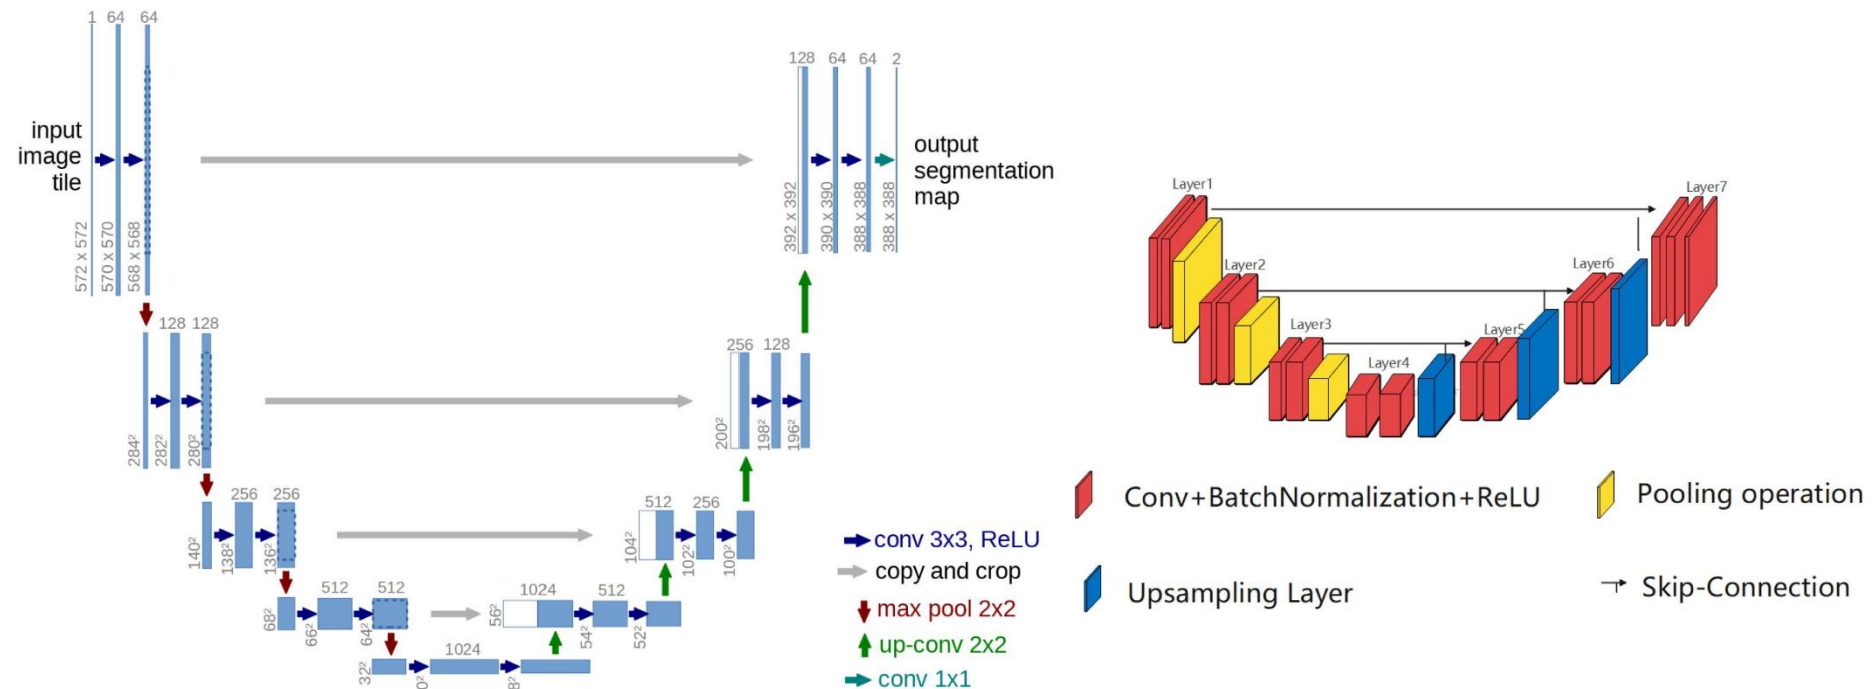 1 64 64
input
image
tile
572 x 572
570 x 570
568 x 568
128 64 64 2
392 x 392
390 x 390
388 x 388
388 x 388
output
segmentation
map
128 128
284²
282²
280²
256 128
200²
198²
196²
256 256
140²
138²
136²
512 256
104²
102²
100²
512 512
68²
66²
64²
1024 512
56²
54²
52²
1024
32²
conv 3x3, ReLU
copy and crop
max pool 2x2
up-conv 2x2
conv 1x1
Layer1
Layer2
Layer3
Layer4
Layer5
Layer6
Layer7
Conv+BatchNormalization+ReLU
Pooling operation
Upsampling Layer
Skip-Connection